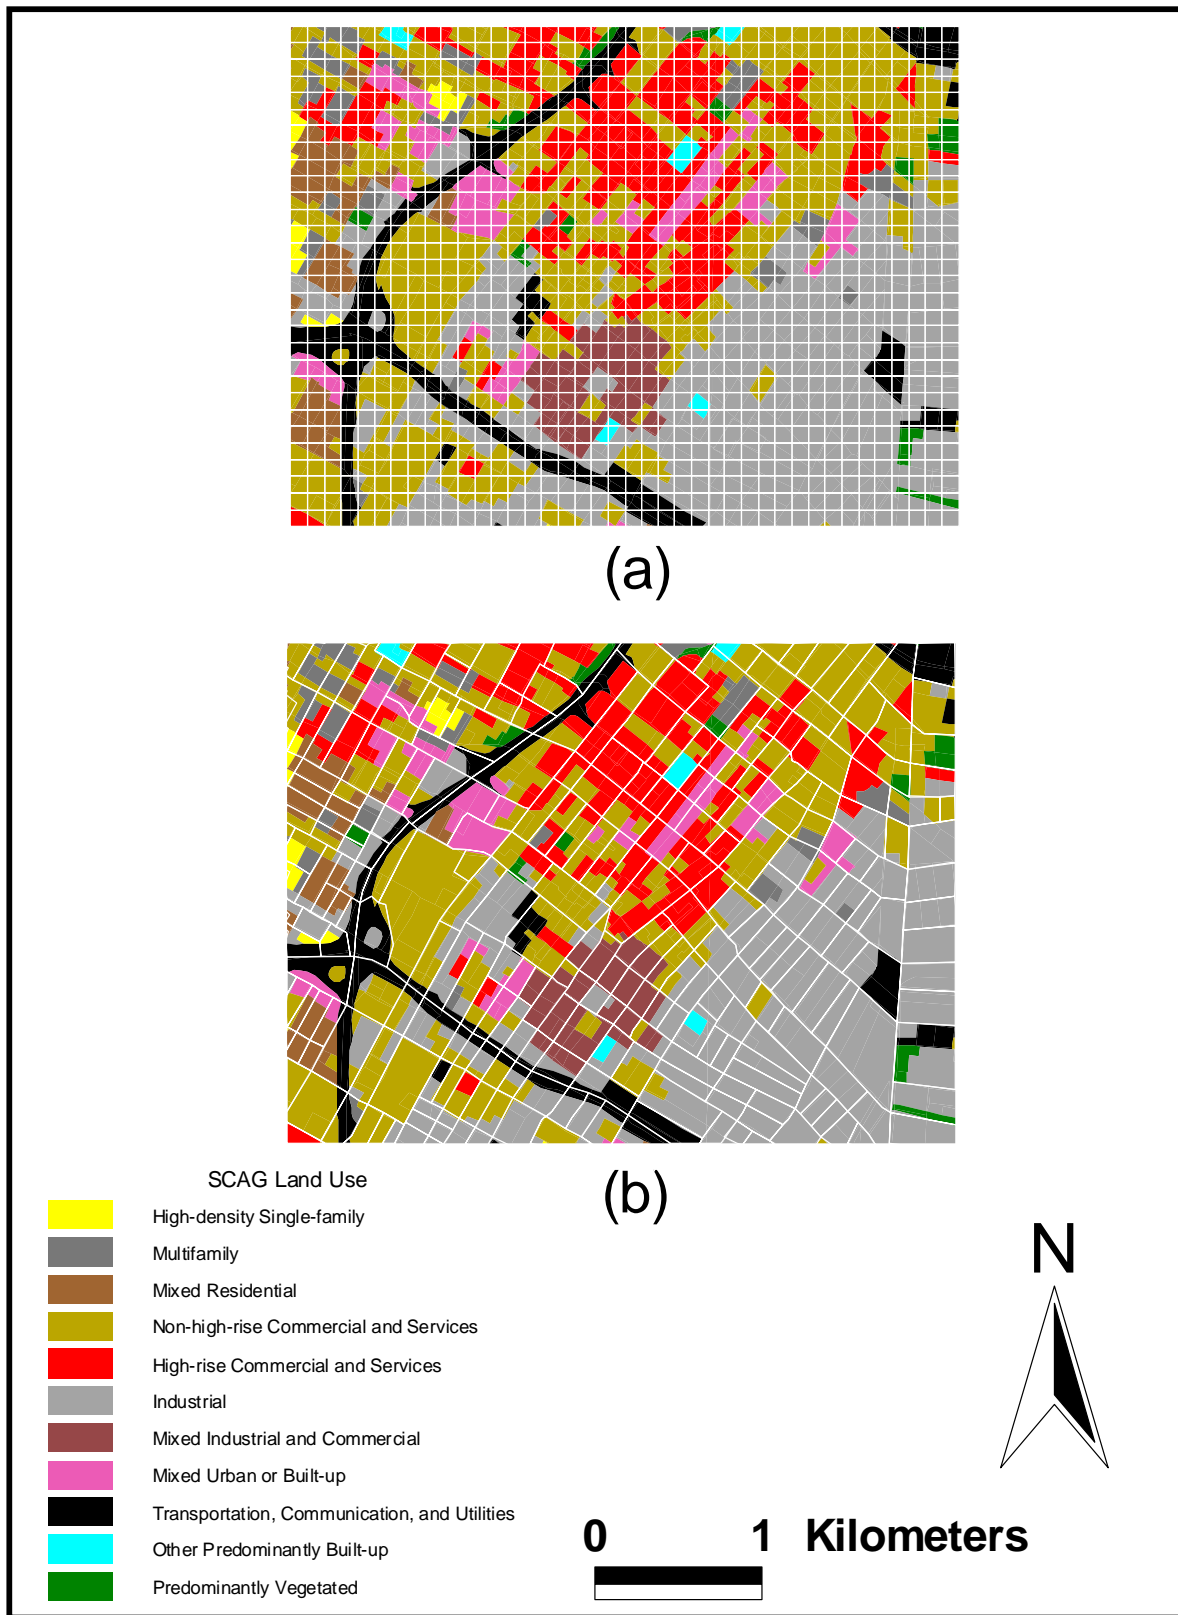 (a)
(b)
SCAG Land Use
High-density Single-family
Multifamily
Mixed Residential
Non-high-rise Commercial and Services
High-rise Commercial and Services
Industrial
Mixed Industrial and Commercial
Mixed Urban or Built-up
Transportation, Communication, and Utilities
Other Predominantly Built-up
Predominantly Vegetated
N
0 1 Kilometers